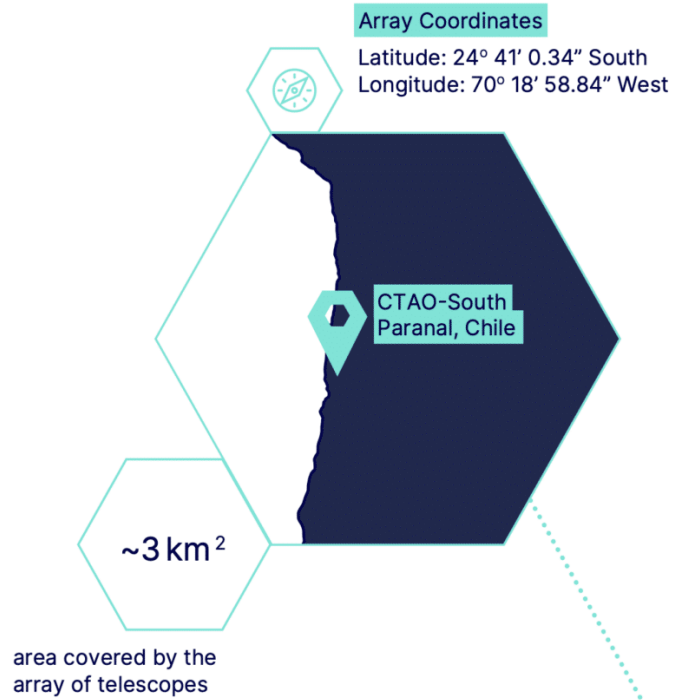 Array Coordinates
Latitude: 24º 41’ 0.34” South
Longitude: 70º 18’ 58.84” West
CTAO-South
Paranal, Chile
~3 km²
area covered by the
array of telescopes